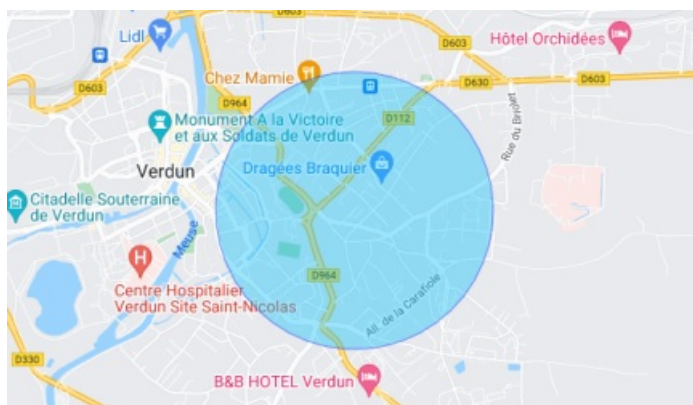 D603
Lidl
D603
Hôtel Orchidées
Chez Mamie
D603
D964
D630
D603
Monument À la Victoire
et aux Soldats de Verdun
D112
Rue du Briolet
Verdun
Dragées Braquier
Citadelle Souterraine
de Verdun
Meuse
Centre Hospitalier
Verdun Site Saint-Nicolas
D964
All. de la Carafiole
D330
B&B HOTEL Verdun